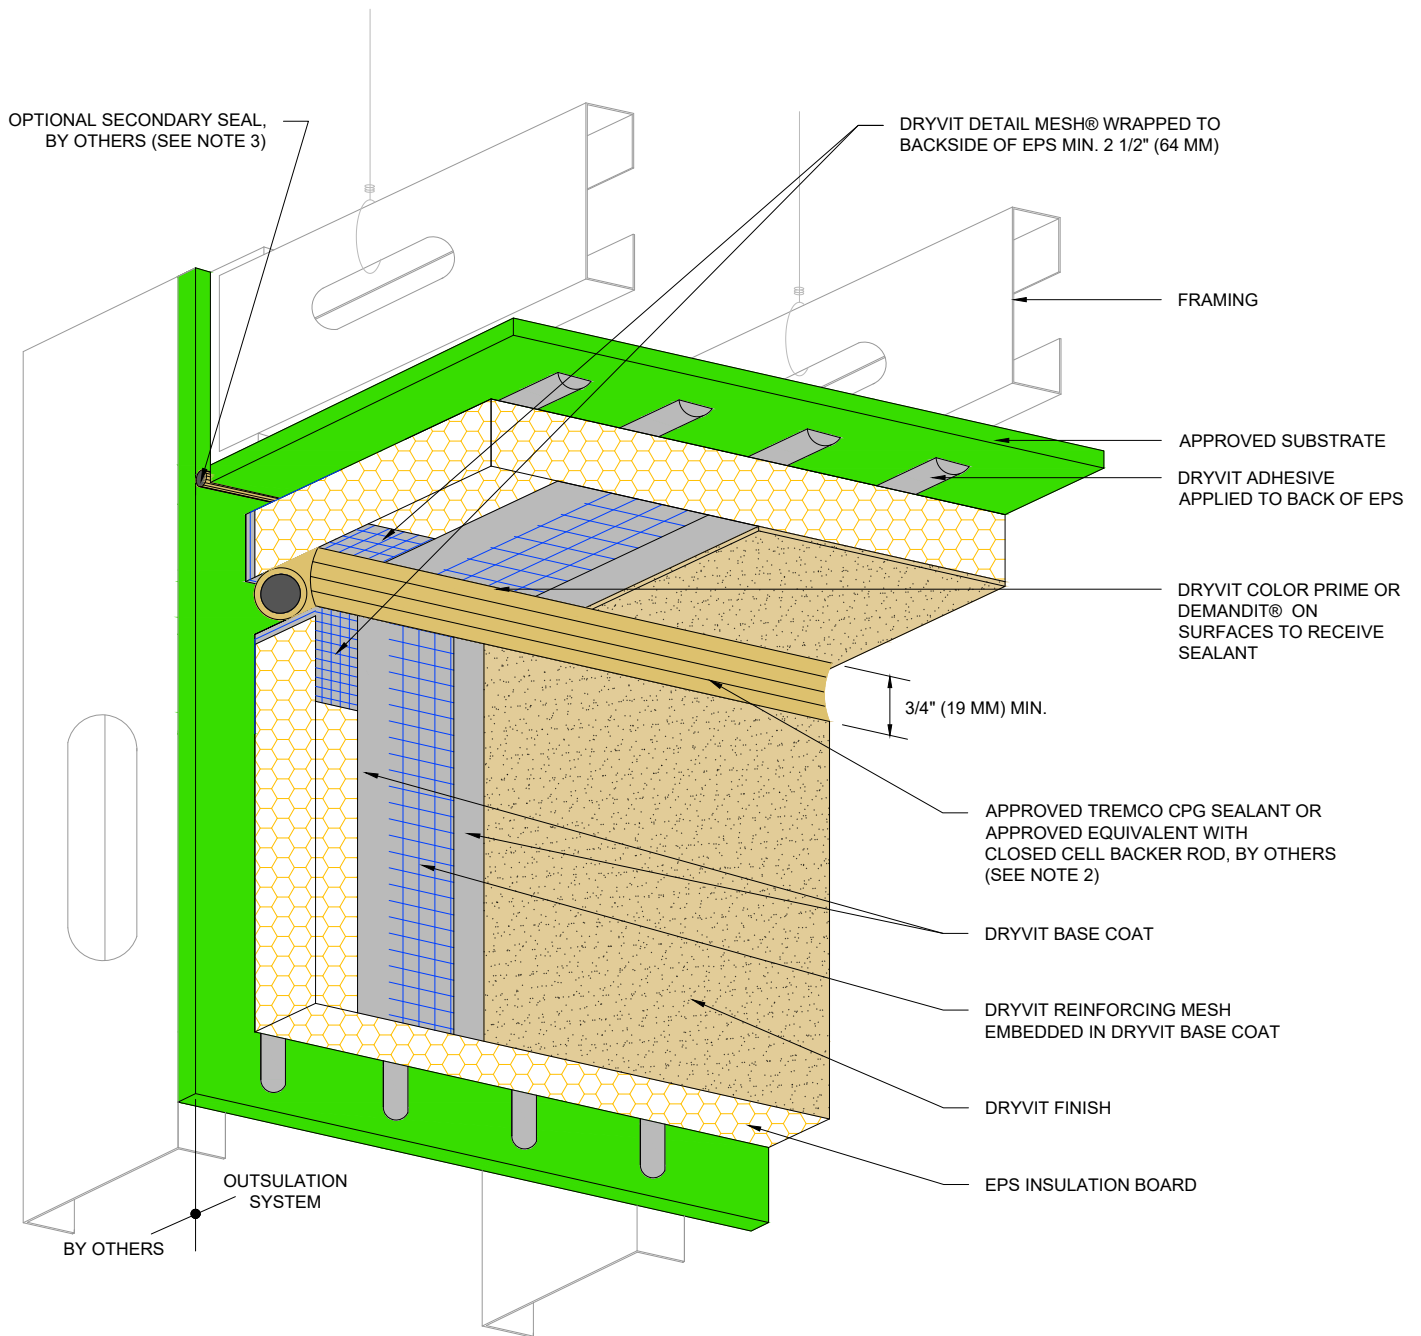 OPTIONAL SECONDARY SEAL,
BY OTHERS (SEE NOTE 3)
DRYVIT DETAIL MESH® WRAPPED TO
BACKSIDE OF EPS MIN. 2 1/2" (64 MM)
FRAMING
APPROVED SUBSTRATE
DRYVIT ADHESIVE
APPLIED TO BACK OF EPS
DRYVIT COLOR PRIME OR
DEMANDIT® ON
SURFACES TO RECEIVE
SEALANT
3/4" (19 MM) MIN.
APPROVED TREMCO CPG SEALANT OR
APPROVED EQUIVALENT WITH
CLOSED CELL BACKER ROD, BY OTHERS
(SEE NOTE 2)
DRYVIT BASE COAT
DRYVIT REINFORCING MESH
EMBEDDED IN DRYVIT BASE COAT
DRYVIT FINISH
EPS INSULATION BOARD
OUTSULATION
SYSTEM
BY OTHERS